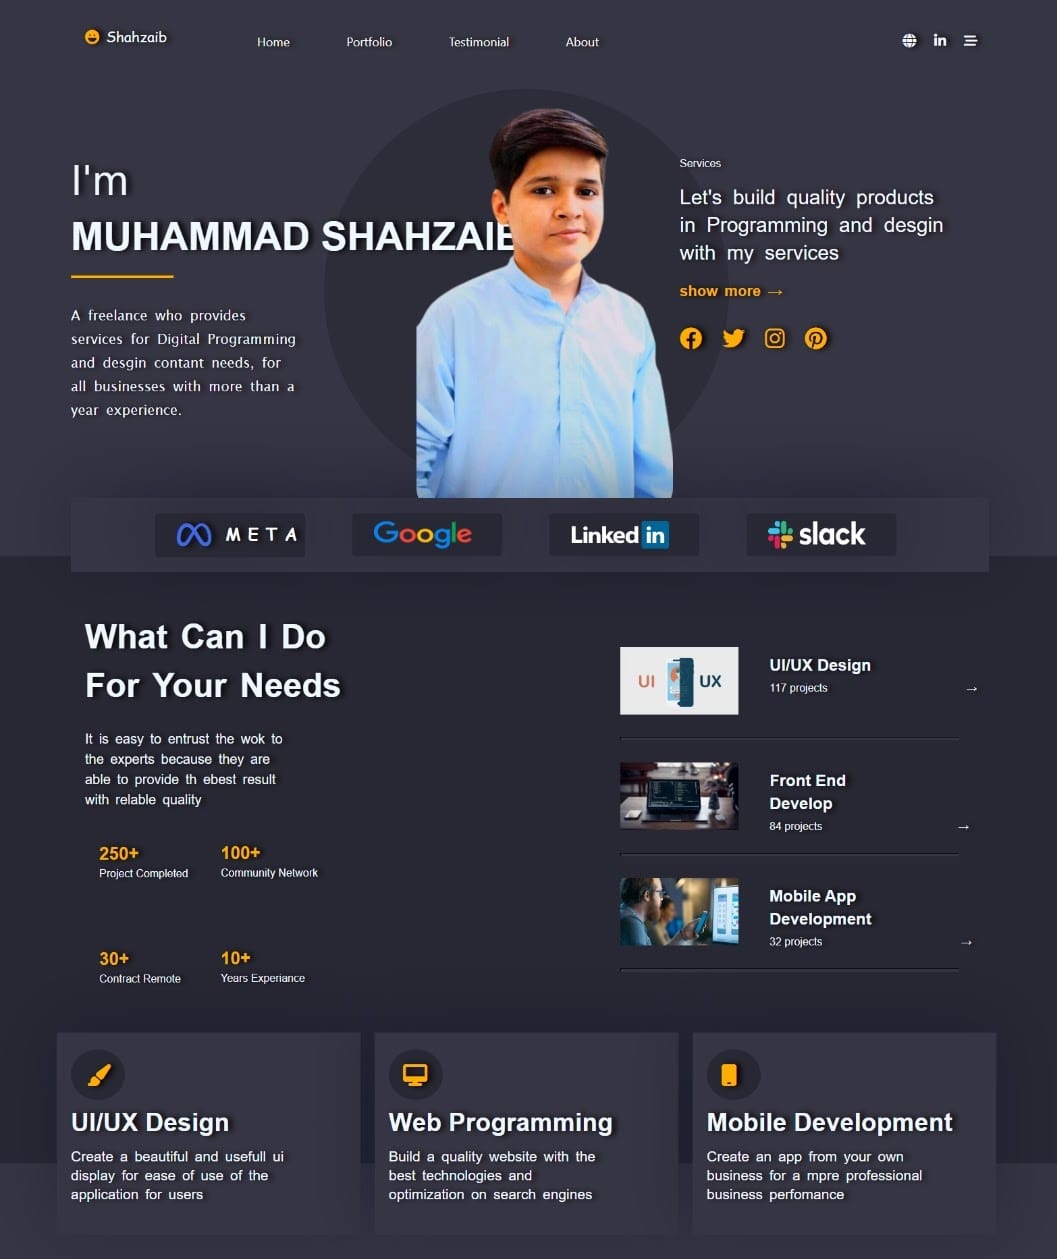 Shahzaib
Home Portfolio Testimonial About
I'm
MUHAMMAD SHAHZAIB
A freelance who provides
services for Digital Programming
and desgin contant needs, for
all businesses with more than a
year experience.
Services
Let's build quality products
in Programming and desgin
with my services
show more →
META
Google
Linked in
slack
What Can I Do
For Your Needs
It is easy to entrust the wok to
the experts because they are
able to provide th ebest result
with relable quality
250+
Project Completed
100+
Community Network
30+
Contract Remote
10+
Years Experiance
UI UX
UI/UX Design
117 projects →
Front End
Develop
84 projects →
Mobile App
Development
32 projects →
UI/UX Design
Create a beautiful and usefull ui
display for ease of use of the
application for users
Web Programming
Build a quality website with the
best technologies and
optimization on search engines
Mobile Development
Create an app from your own
business for a mpre professional
business perfomance